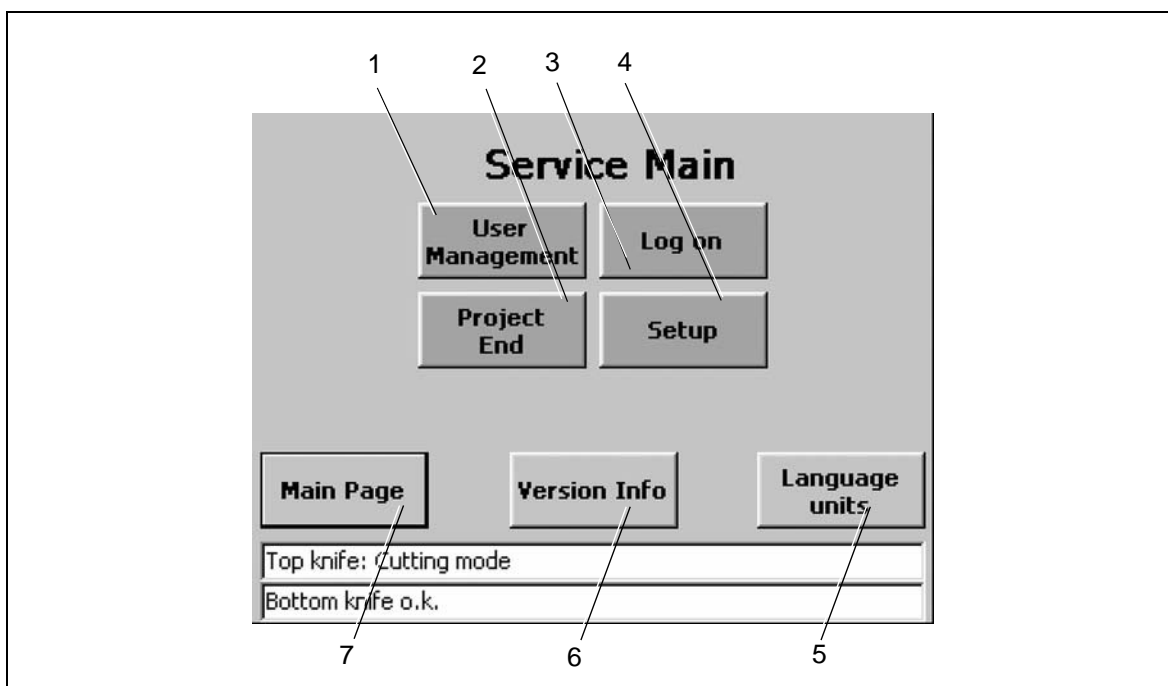 1 2 3 4
Service Main
User
Management
Log on
Project
End
Setup
Main Page
Version Info
Language
units
Top knife: Cutting mode
Bottom knife o.k.
7 6 5